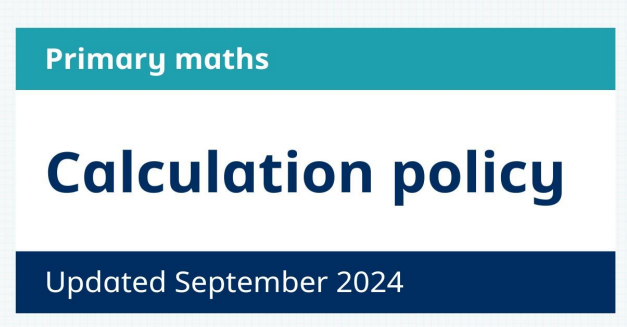 Primary maths
Calculation policy
Updated September 2024